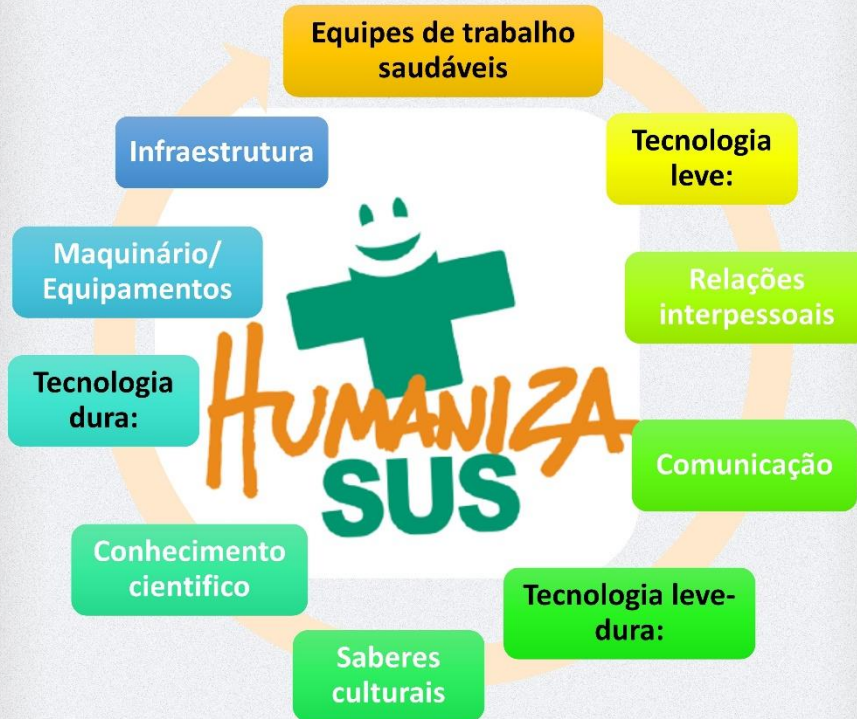 Equipes de trabalho
saudáveis
Tecnologia
leve:
Relações
interpessoais
Comunicação
Tecnologia leve-
dura:
Saberes
culturais
Conhecimento
cientifico
Tecnologia
dura:
Maquinário/
Equipamentos
Infraestrutura
HUMANIZA
SUS